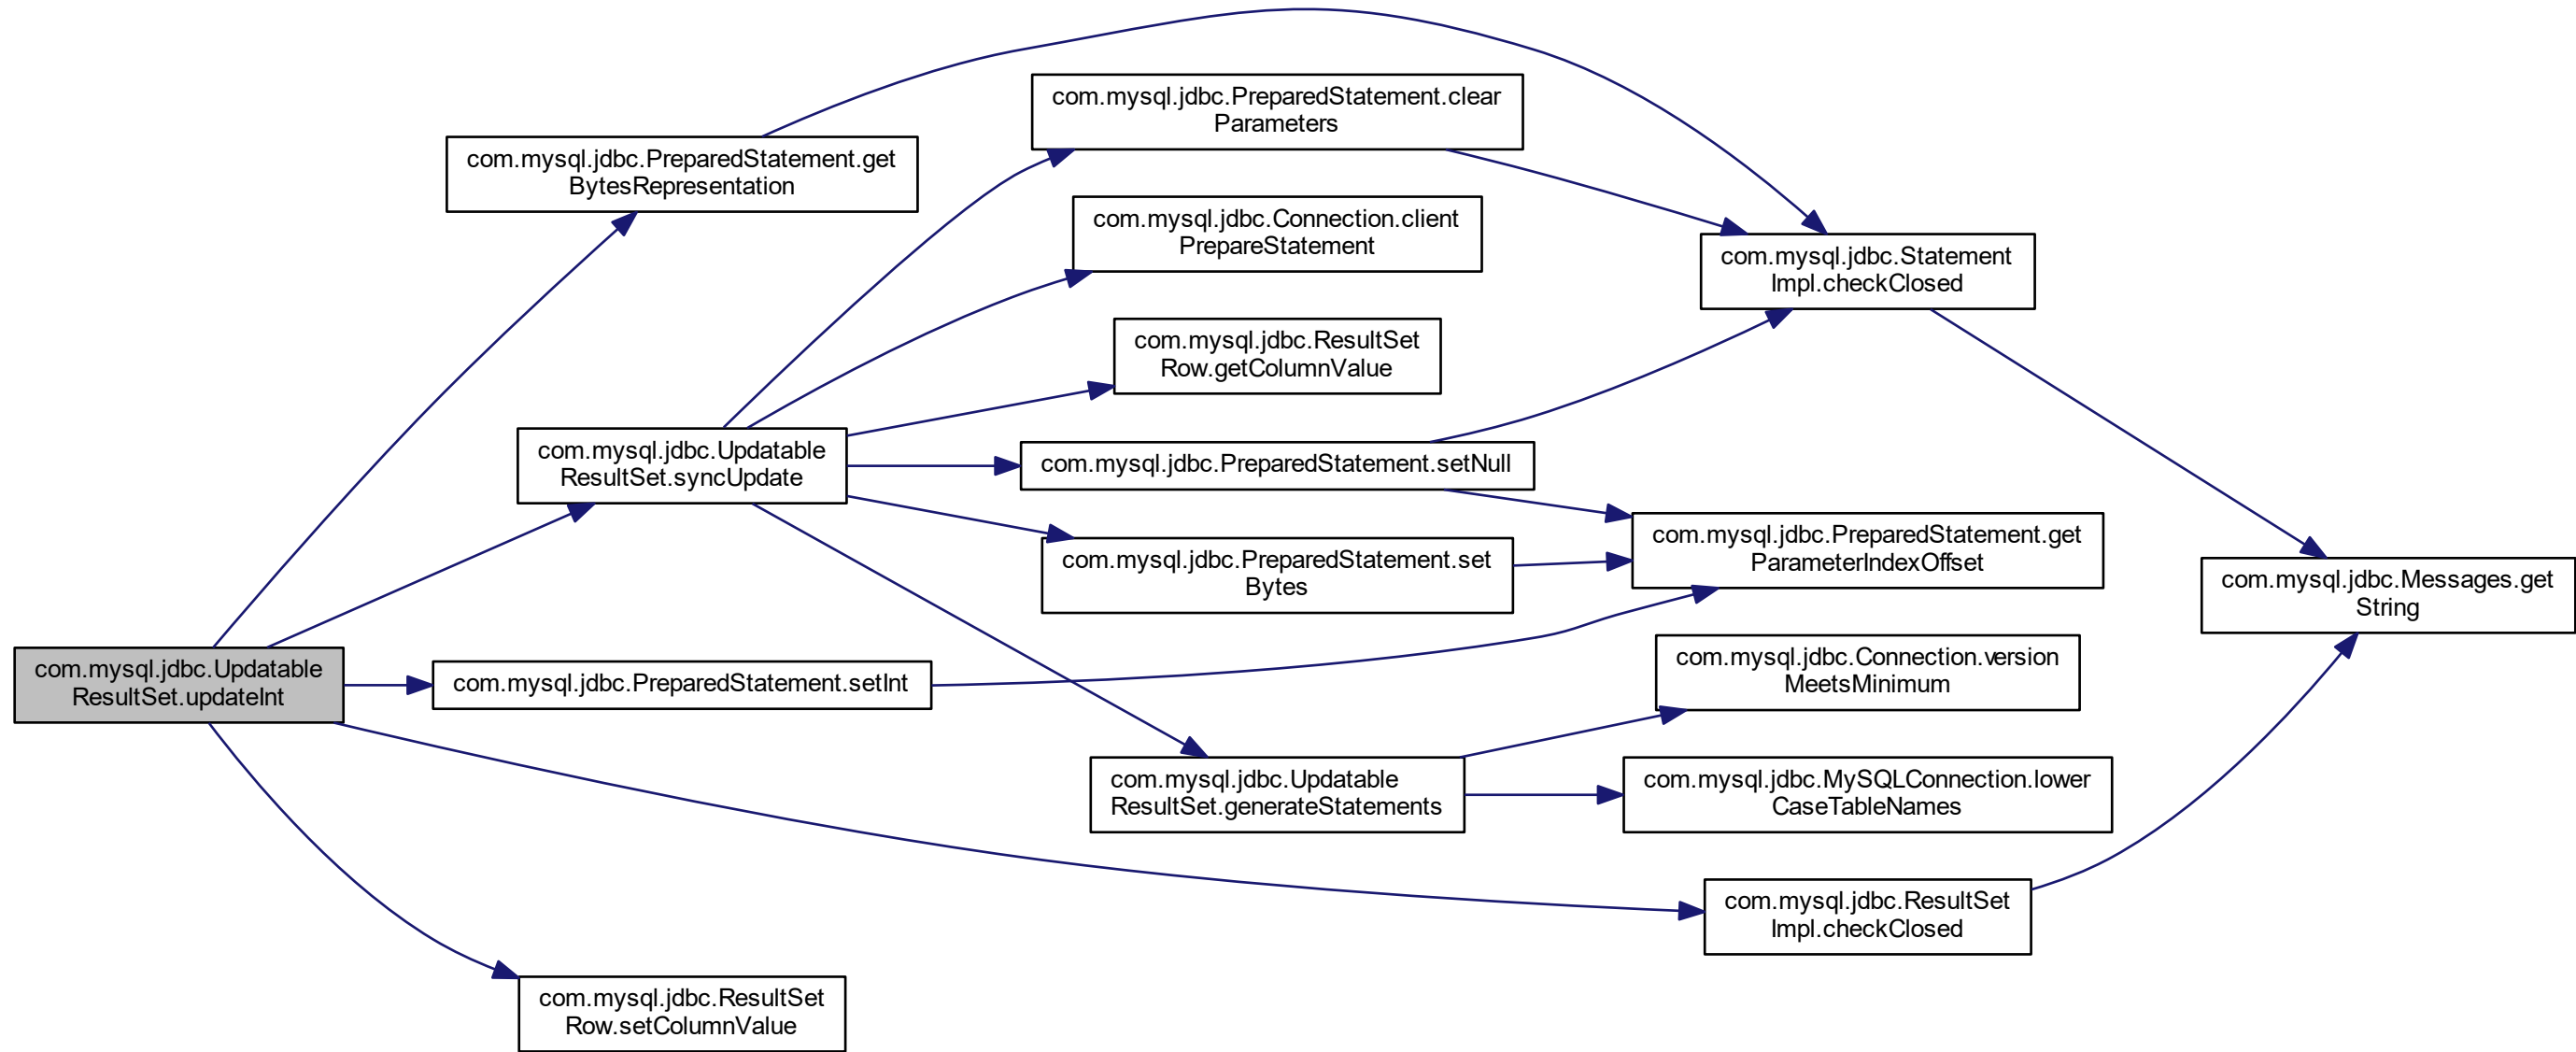 com.mysql.jdbc.PreparedStatement.clear
Parameters
com.mysql.jdbc.PreparedStatement.get
BytesRepresentation
com.mysql.jdbc.Connection.client
PrepareStatement
com.mysql.jdbc.Statement
Impl.checkClosed
com.mysql.jdbc.ResultSet
Row.getColumnValue
com.mysql.jdbc.Updatable
ResultSet.syncUpdate
com.mysql.jdbc.PreparedStatement.setNull
com.mysql.jdbc.PreparedStatement.get
ParameterIndexOffset
com.mysql.jdbc.PreparedStatement.set
Bytes
com.mysql.jdbc.Messages.get
String
com.mysql.jdbc.Updatable
ResultSet.updateInt
com.mysql.jdbc.PreparedStatement.setInt
com.mysql.jdbc.Connection.version
MeetsMinimum
com.mysql.jdbc.Updatable
ResultSet.generateStatements
com.mysql.jdbc.MySQLConnection.lower
CaseTableNames
com.mysql.jdbc.ResultSet
Impl.checkClosed
com.mysql.jdbc.ResultSet
Row.setColumnValue